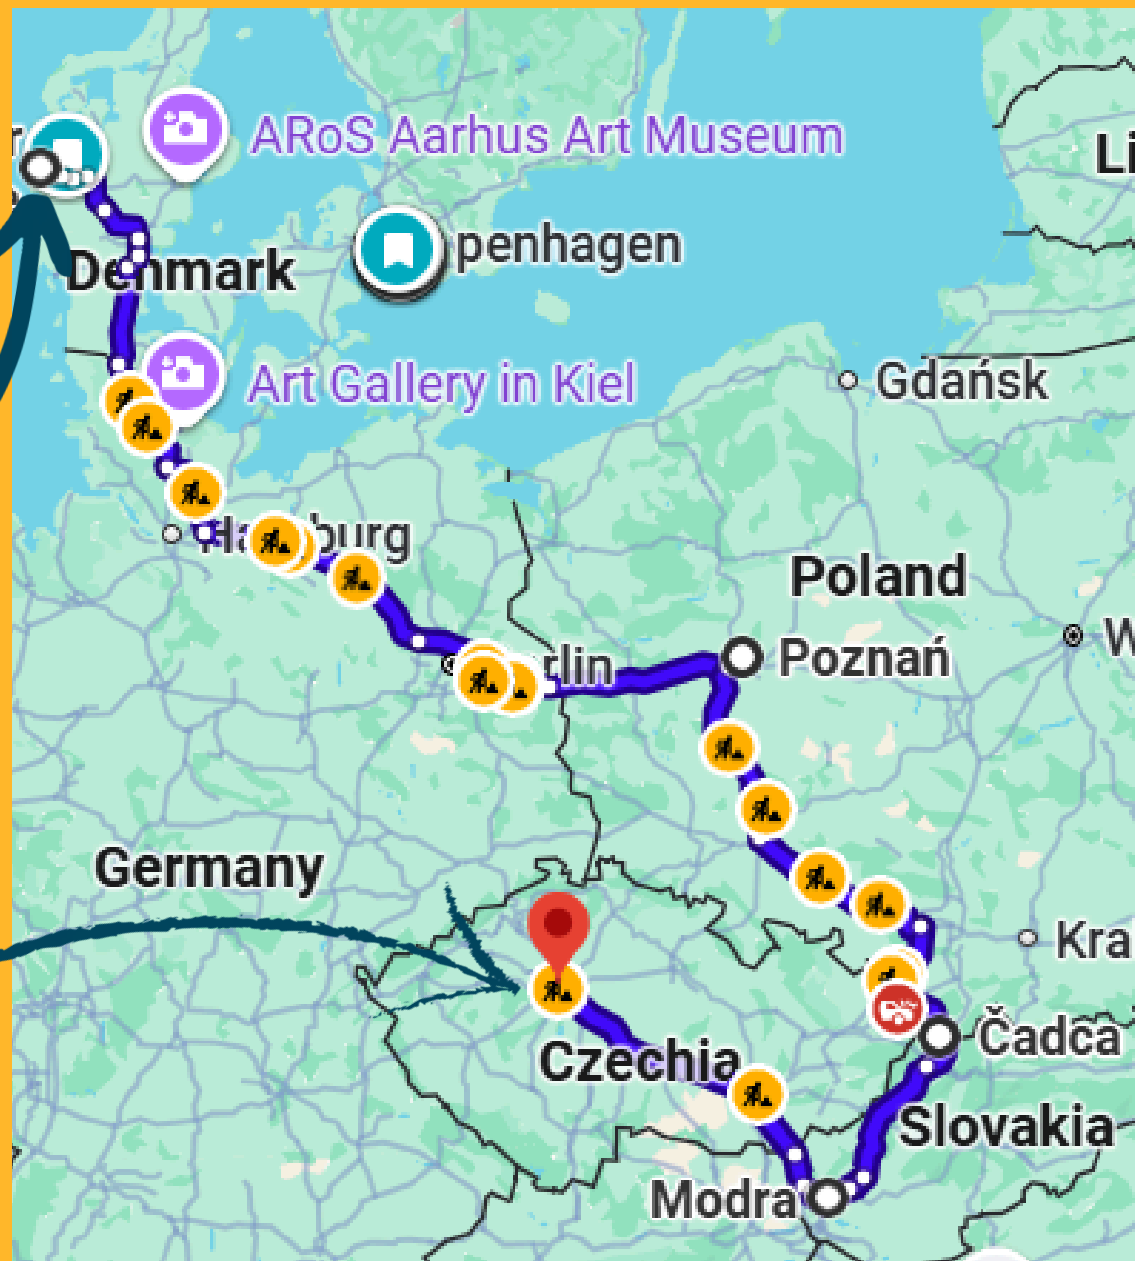 ARoS Aarhus Art Museum
Li
penhagen
Denmark
Art Gallery in Kiel
Gdańsk
Ha burg
Poland
W
rlin
Poznań
Germany
Kra
Čadca
Czechia
Slovakia
Modra